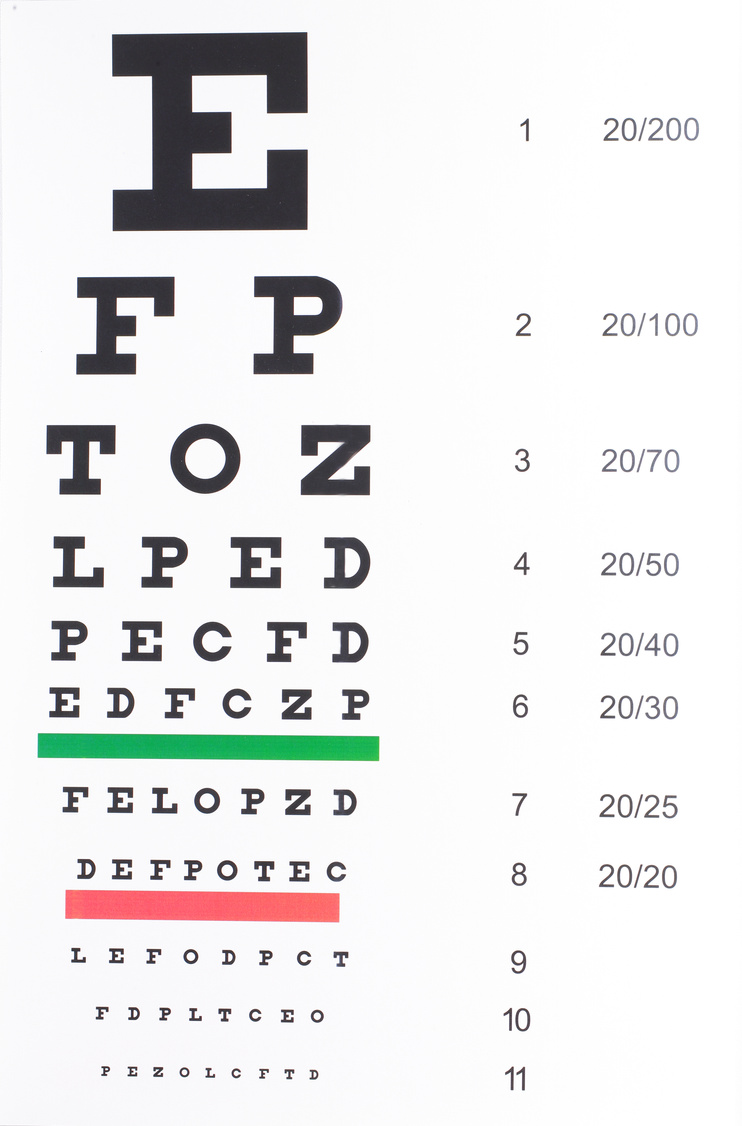 E 1 20/200
F P 2 20/100
T O Z 3 20/70
L P E D 4 20/50
P E C F D 5 20/40
E D F C Z P 6 20/30
F E L O P Z D 7 20/25
D E F P O T E C 8 20/20
L E F O D P C T 9
F D P L T C E O 10
P E Z O L C F T D 11